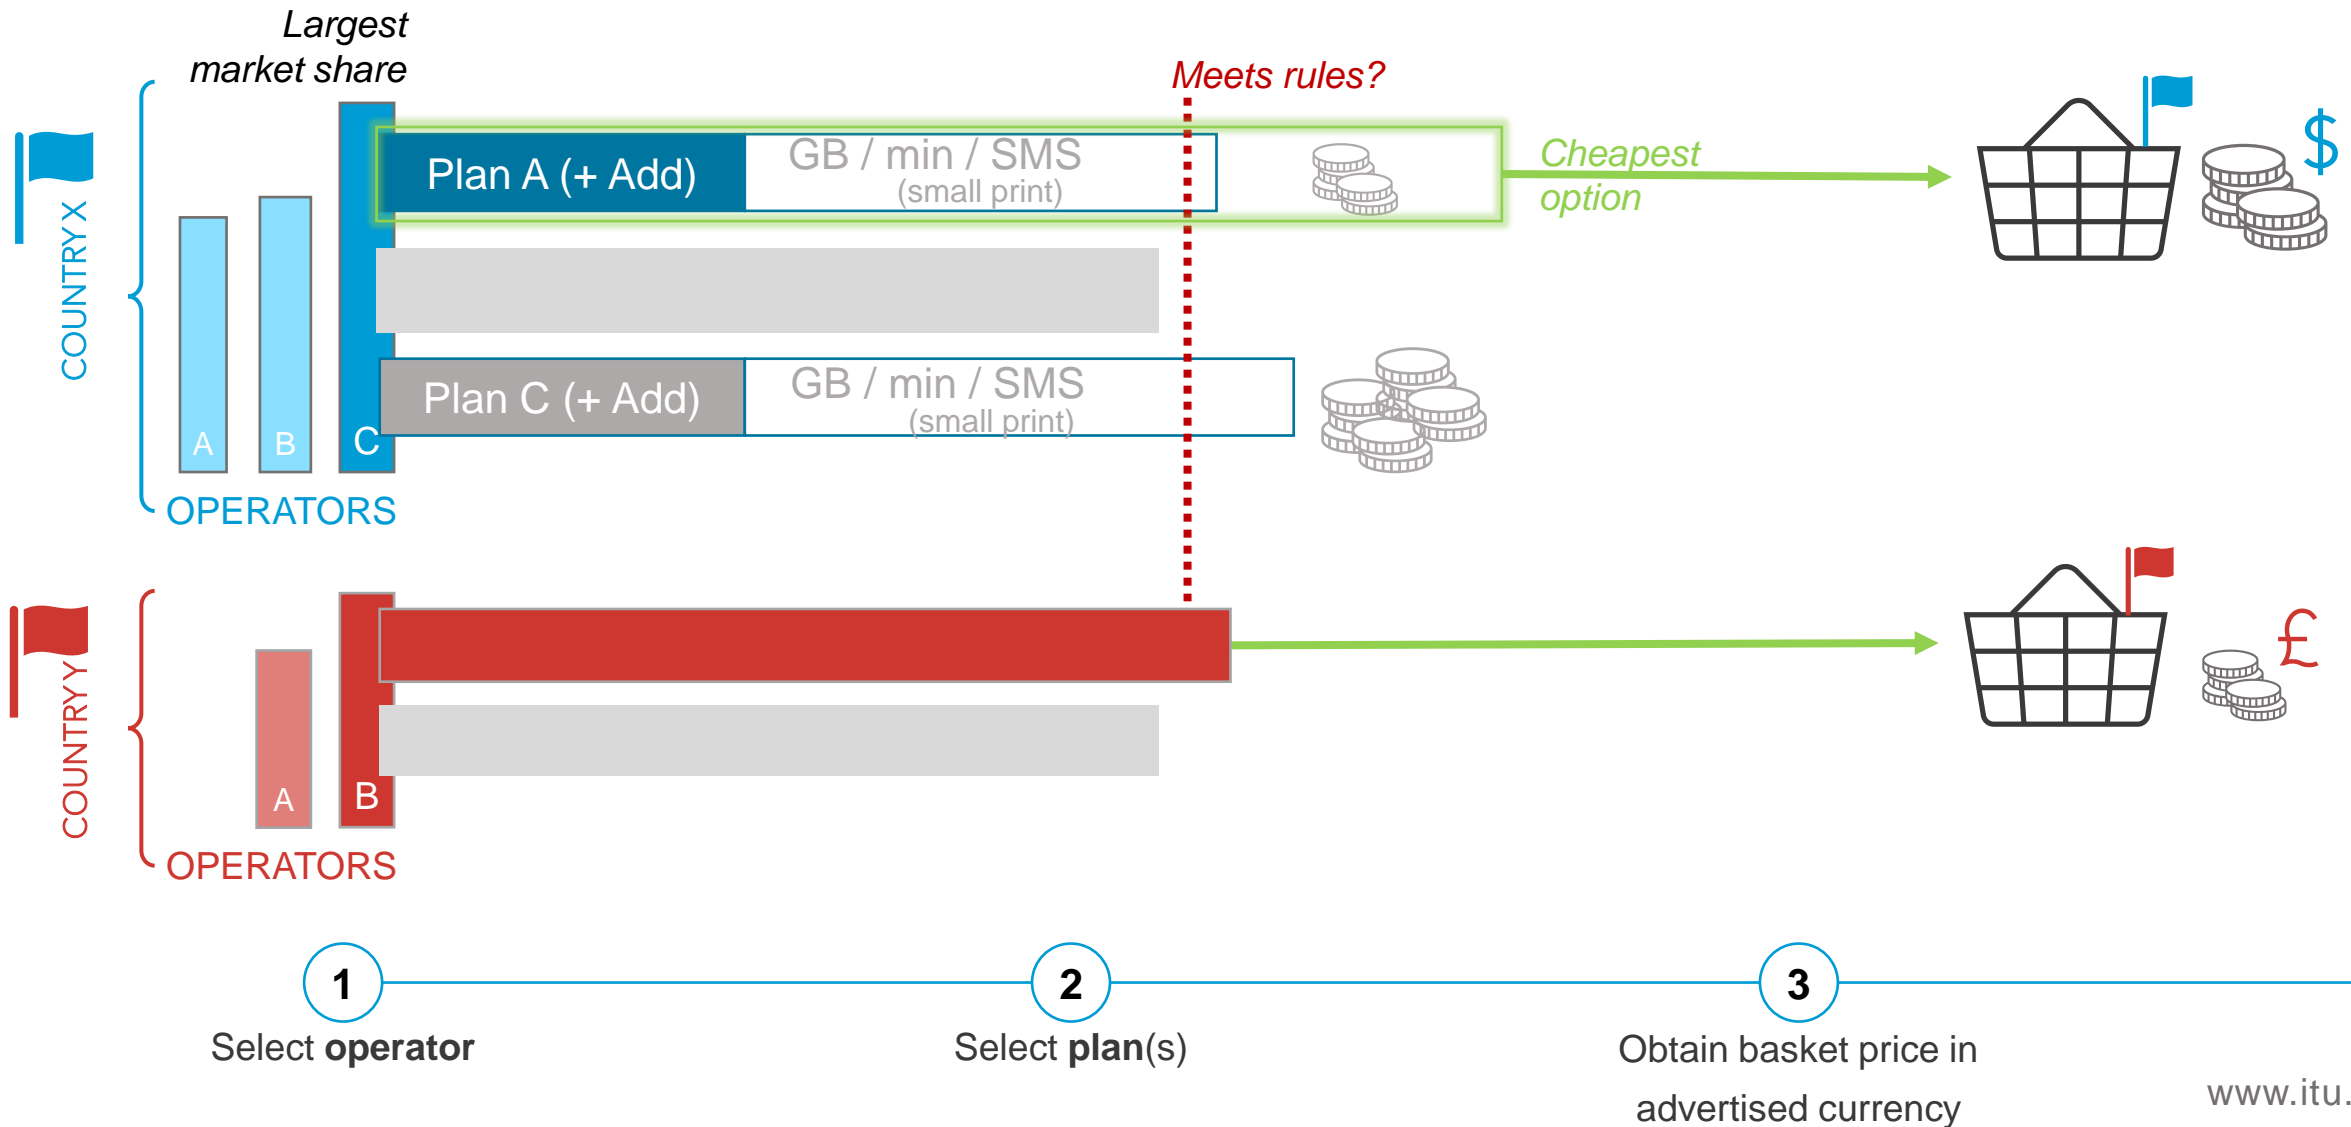 Largest
market share
Meets rules?
COUNTRY X
Plan A (+ Add)
GB / min / SMS
(small print)
Cheapest
option
$
Plan C (+ Add)
GB / min / SMS
(small print)
A
B
C
OPERATORS
COUNTRY Y
£
A
B
OPERATORS
1
2
3
Select operator
Select plan(s)
Obtain basket price in
advertised currency
www.itu.